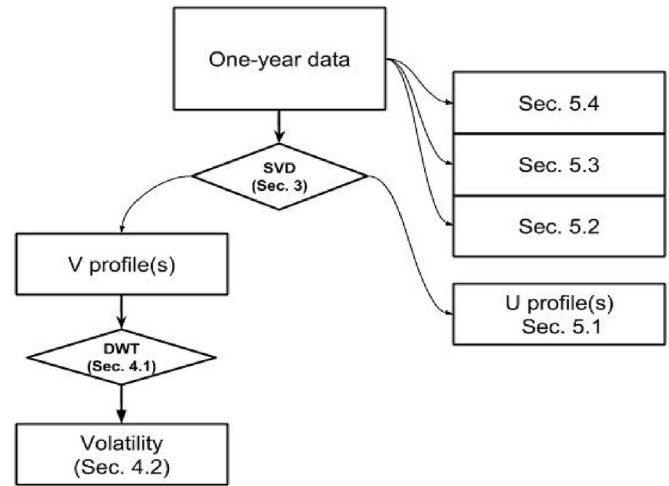 One-year data
Sec. 5.4
SVD
(Sec. 3)
Sec. 5.3
Sec. 5.2
V profile(s)
U profile(s)
Sec. 5.1
DWT
(Sec. 4.1)
Volatility
(Sec. 4.2)